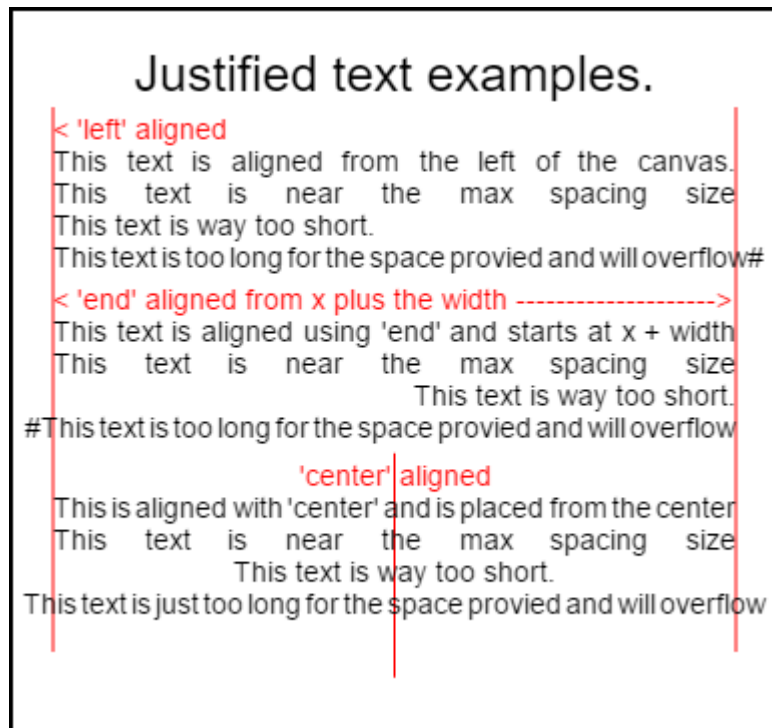 Justified text examples.
< 'left' aligned
This text is aligned from the left of the canvas.
This text is near the max spacing size
This text is way too short.
This text is too long for the space provied and will overflow#
< 'end' aligned from x plus the width -------------------->
This text is aligned using 'end' and starts at x + width
This text is near the max spacing size
This text is way too short.
#This text is too long for the space provied and will overflow
'center' aligned
This is aligned with 'center' and is placed from the center
This text is near the max spacing size
This text is way too short.
This text is just too long for the space provied and will overflow